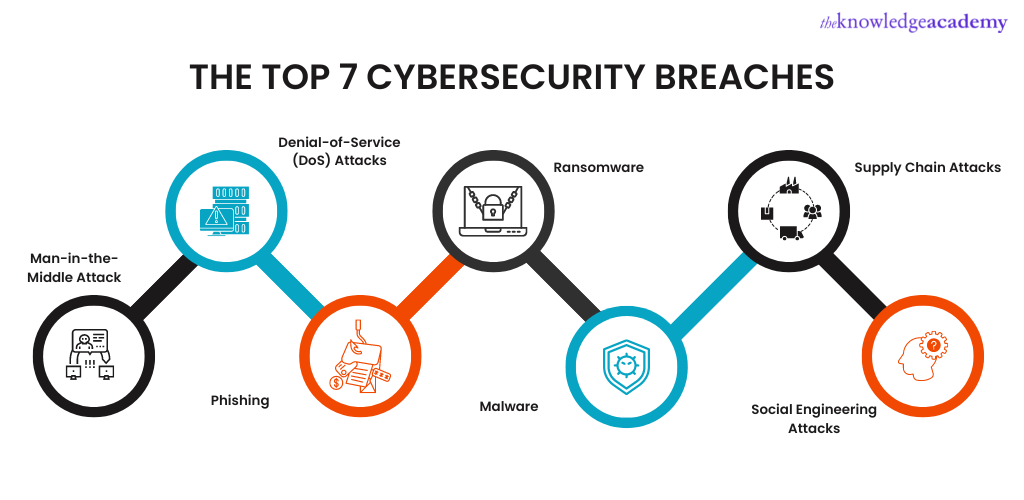 theknowledgeacademy
THE TOP 7 CYBERSECURITY BREACHES
Man-in-the-
Middle Attack
Denial-of-Service
(DoS) Attacks
Phishing
$
Ransomware
Malware
Supply Chain Attacks
Social Engineering
Attacks
?